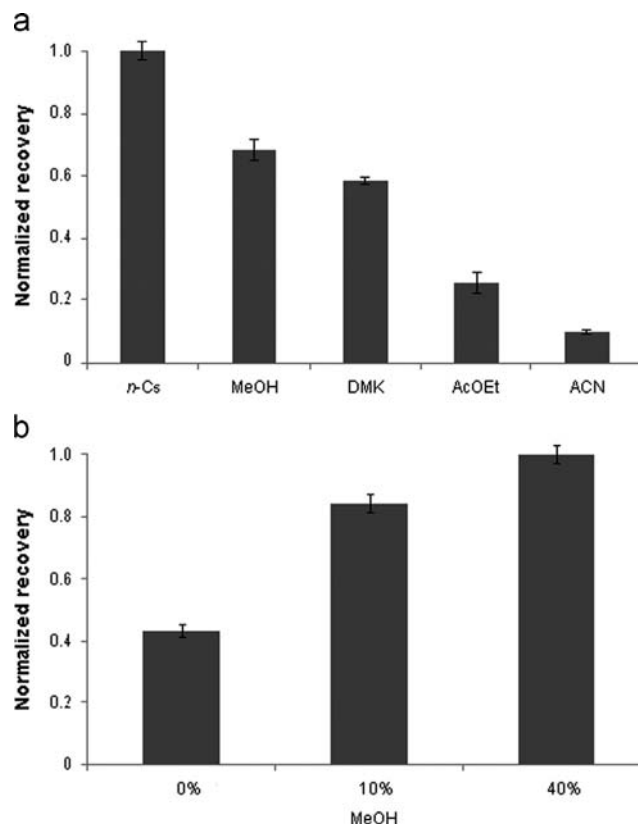 a
Normalized recovery
1.0
0.8
0.6
0.4
0.2
0
n-Cs MeOH DMK AcOEt ACN
b
Normalized recovery
1.0
0.8
0.6
0.4
0.2
0
0% 10% 40%
MeOH